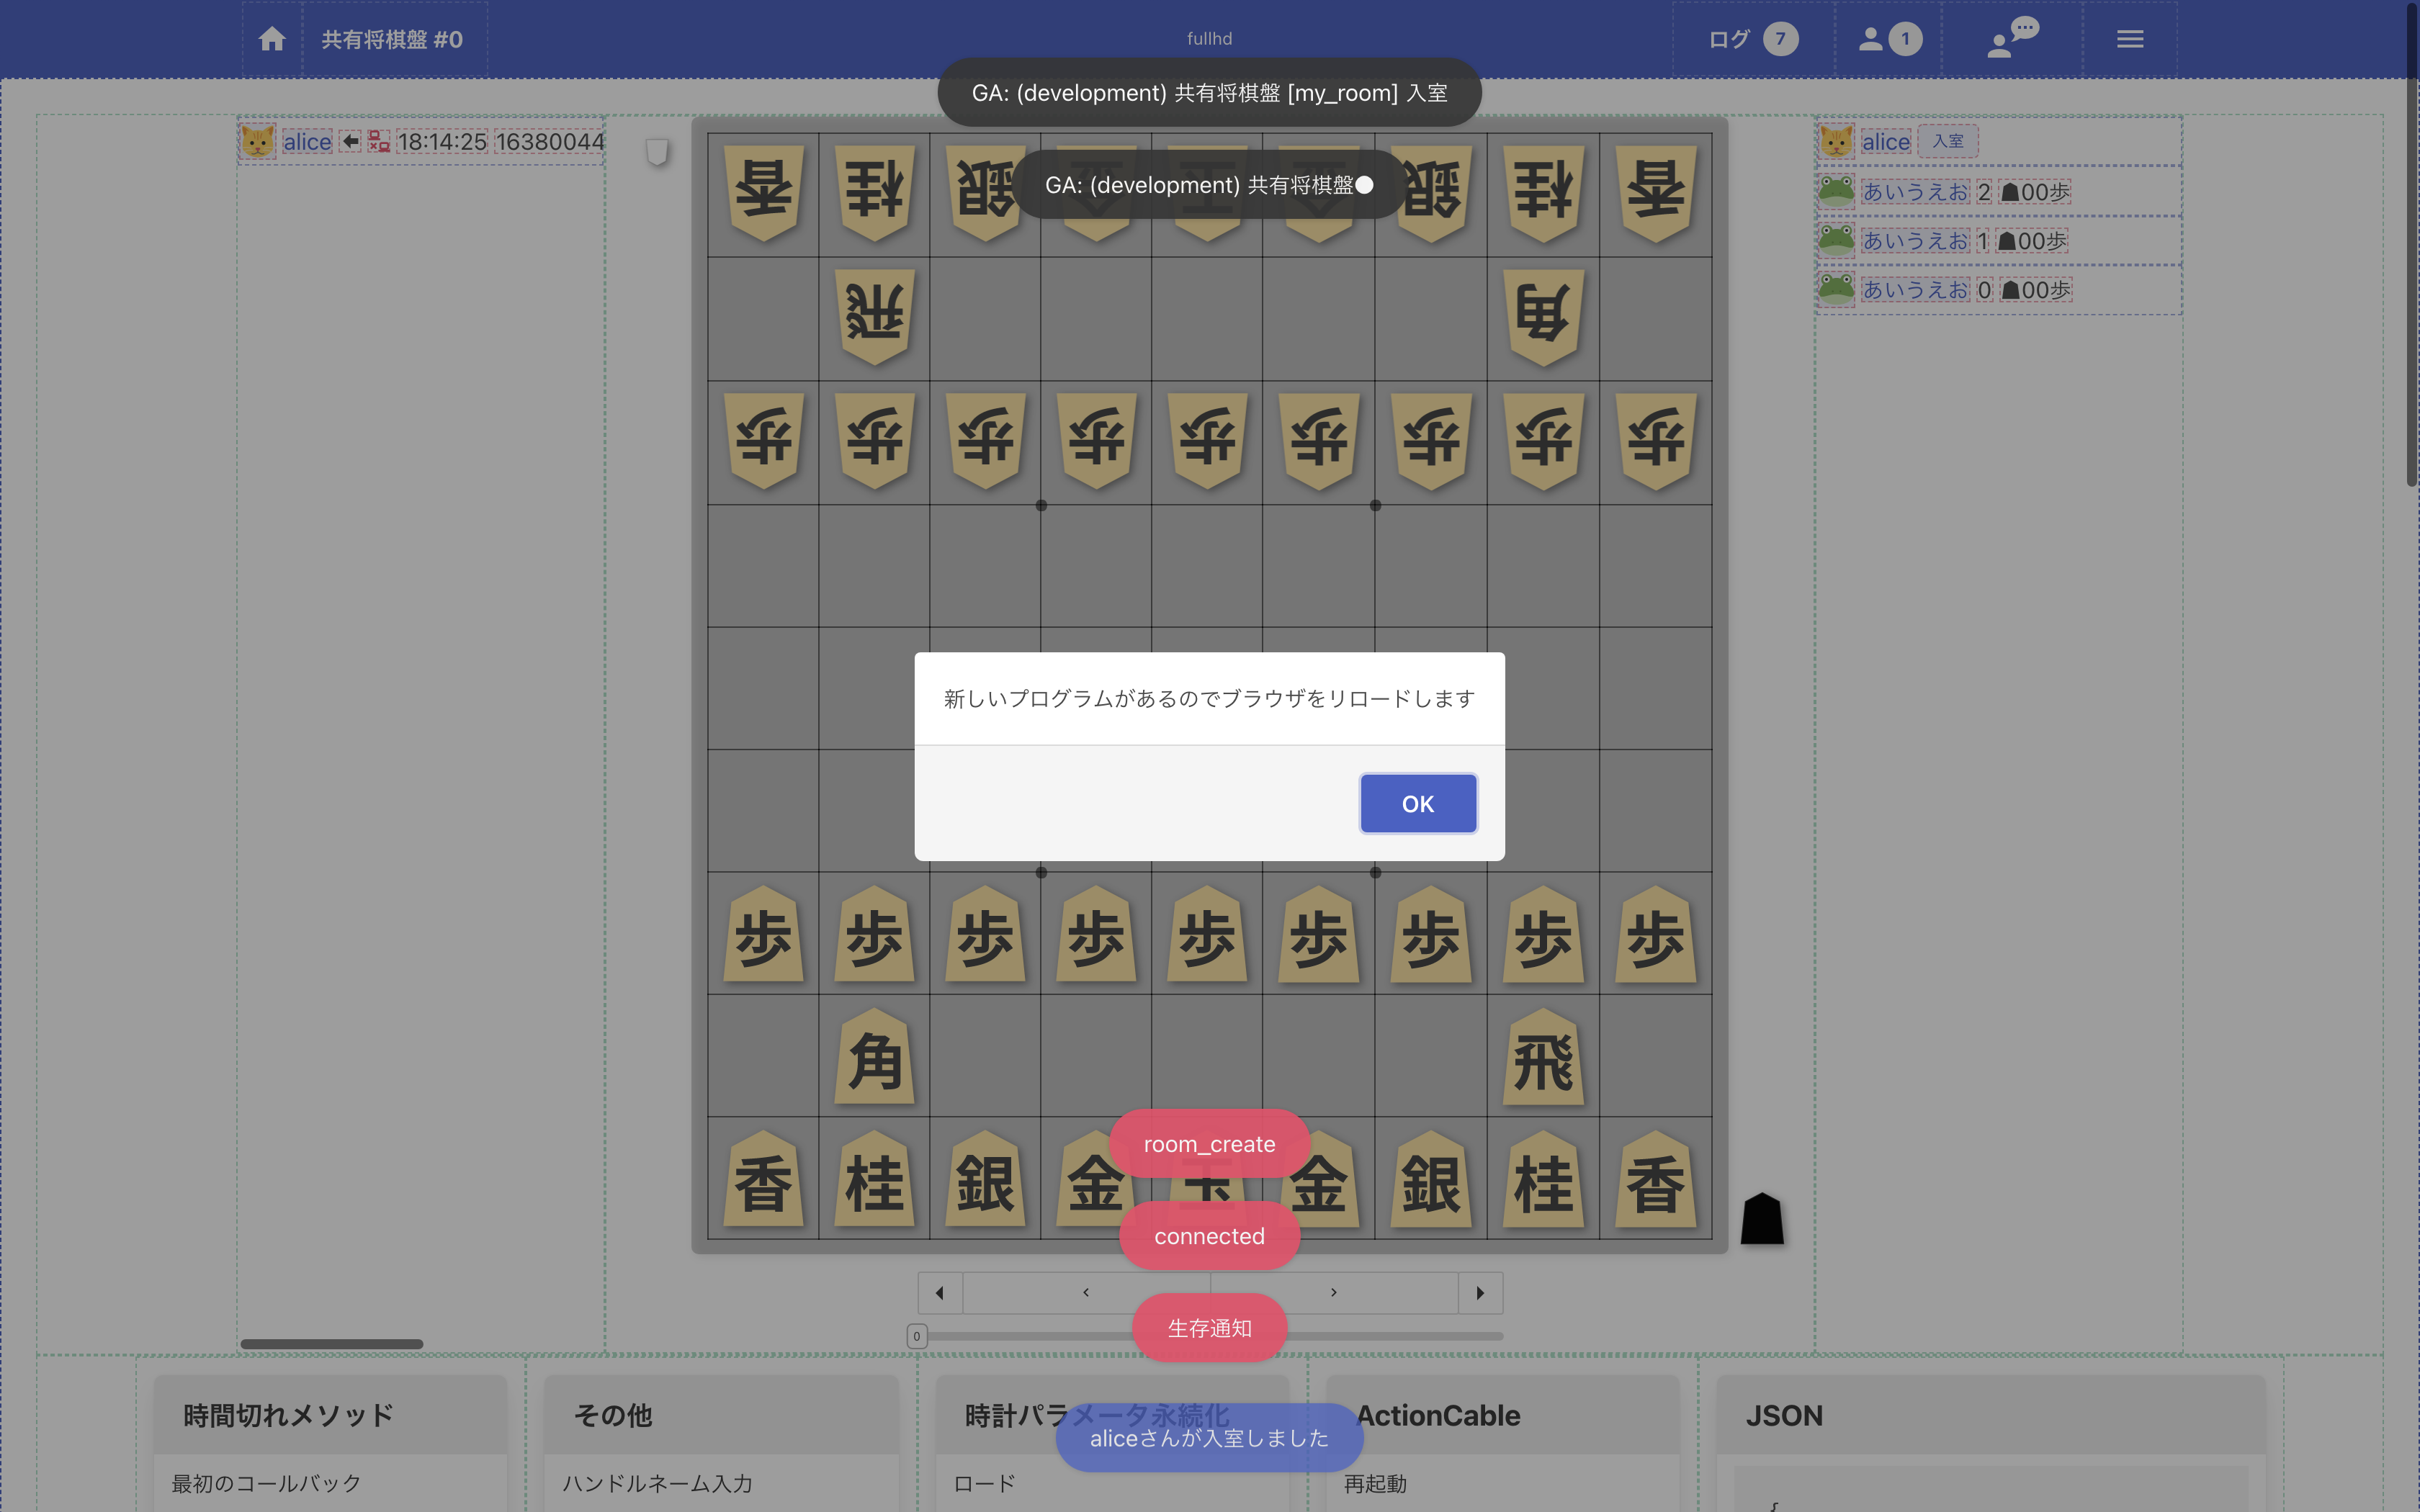 共有将棋盤 #0
fullhd
ログ 7
1
GA: (development) 共有将棋盤 [my_room] 入室
GA: (development) 共有将棋盤●
alice 18:14:25 16380044
alice 入室
あいうえお 2 ☗00歩
あいうえお 1 ☗00歩
あいうえお 0 ☗00歩
香 桂 銀 金 王 金 銀 桂 香
飛 角
歩 歩 歩 歩 歩 歩 歩 歩 歩
新しいプログラムがあるのでブラウザをリロードします
OK
歩 歩 歩 歩 歩 歩 歩 歩 歩
角 飛
香 桂 銀 金 玉 金 銀 桂 香
room_create
connected
生存通知
0
aliceさんが入室しました
時間切れメソッド
最初のコールバック
その他
ハンドルネーム入力
時計パラメータ永続化
ロード
ActionCable
再起動
JSON
{